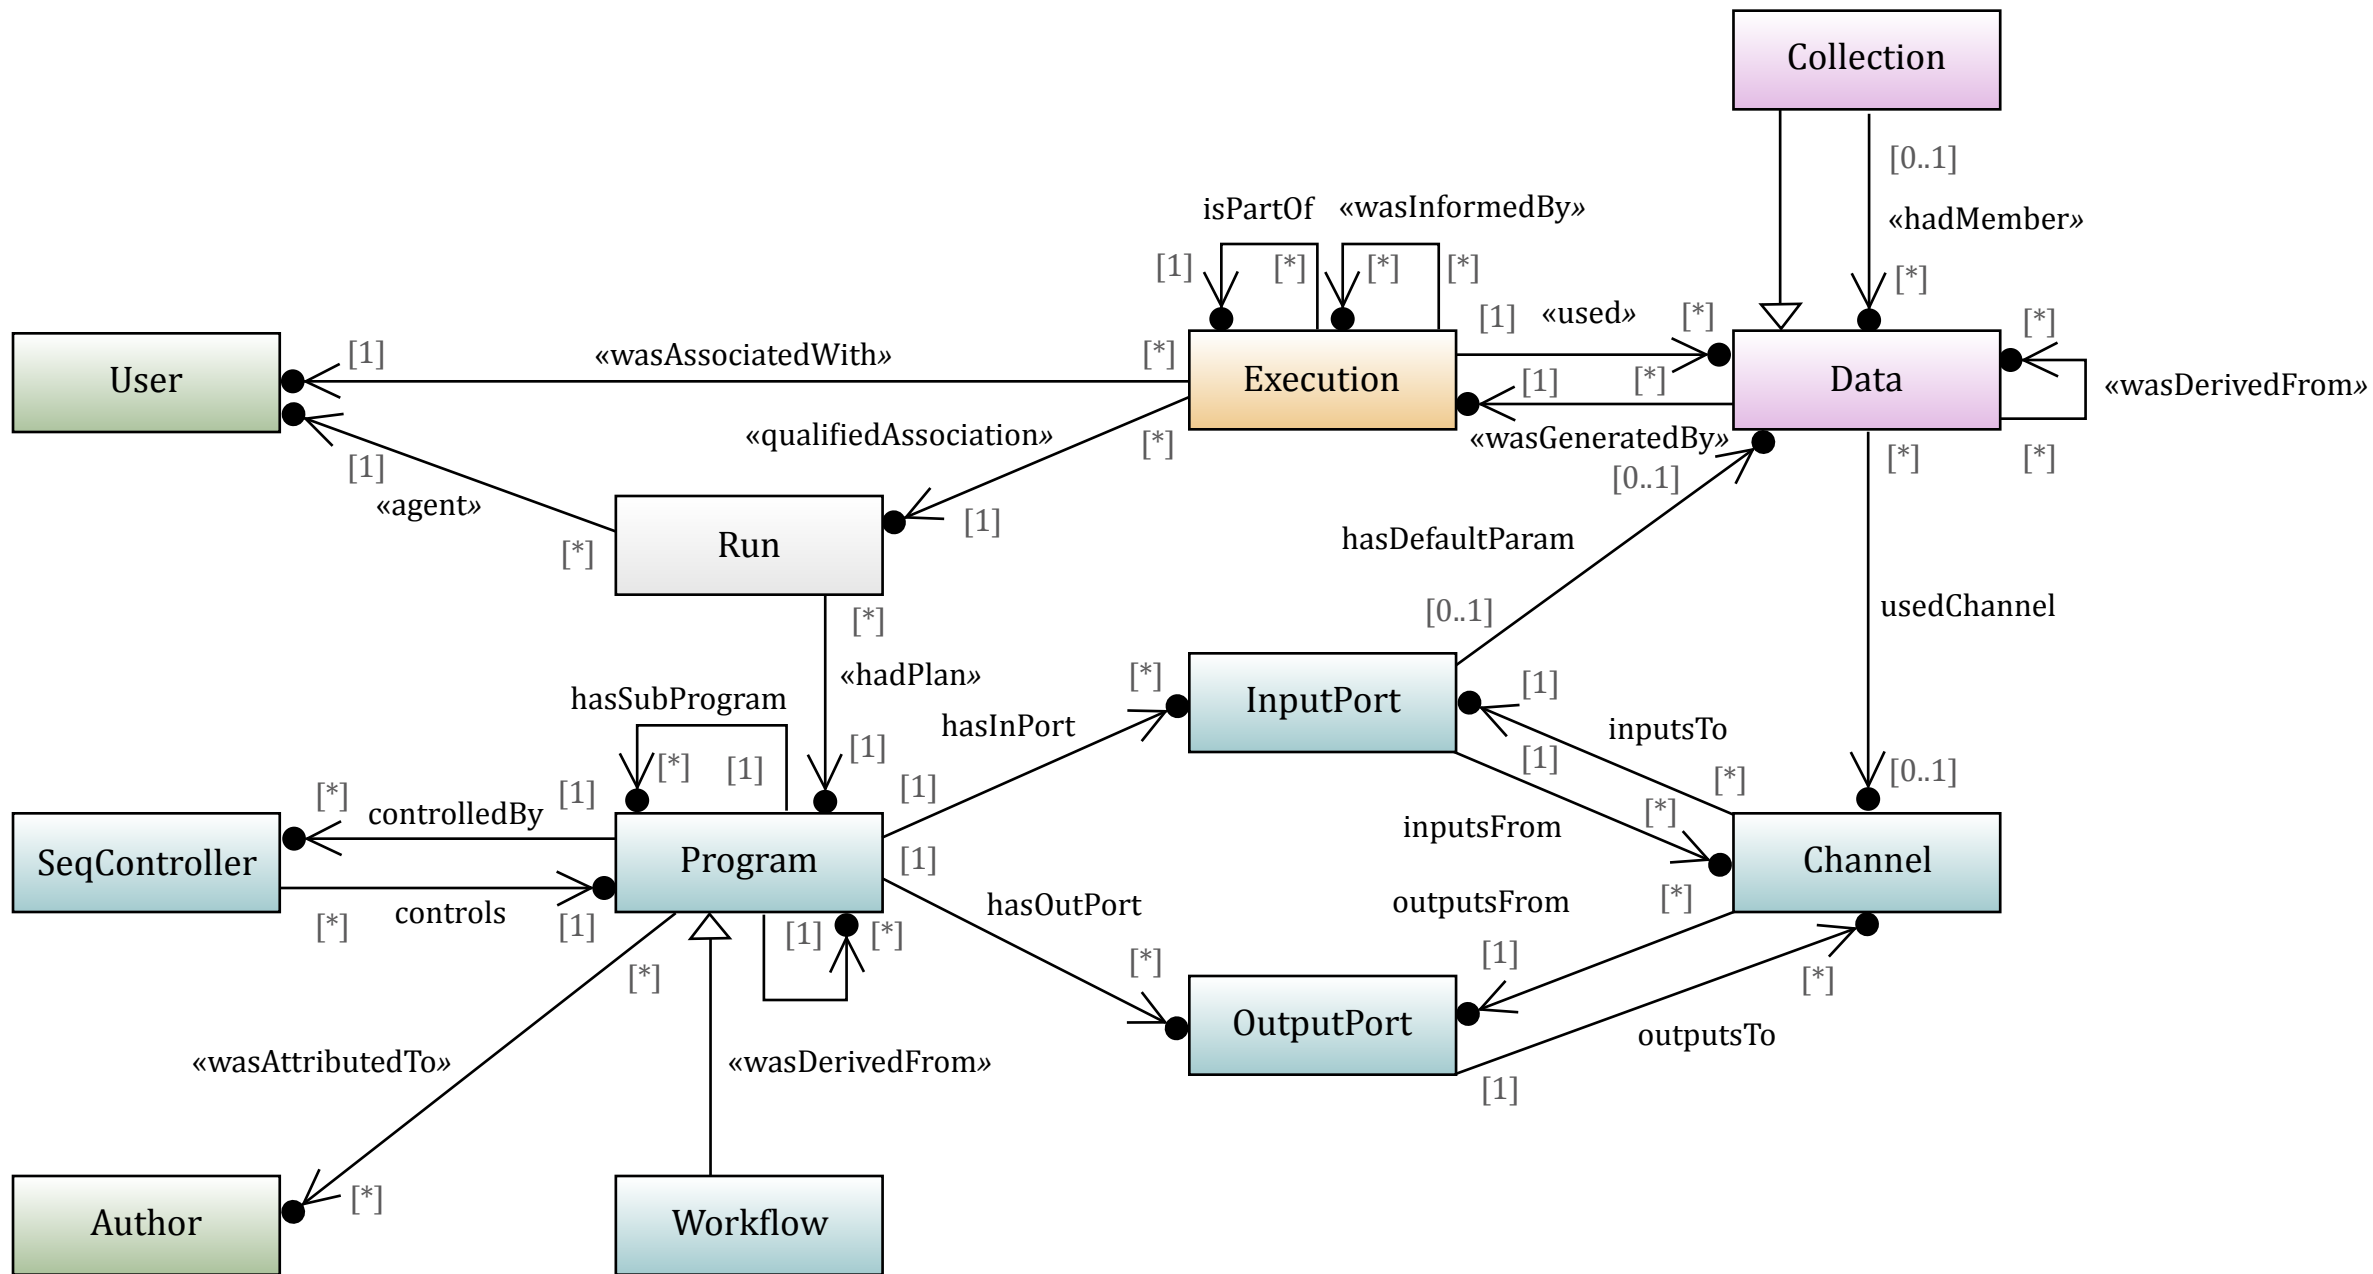 Collection
[0..1]
isPartOf
«wasInformedBy»
«hadMember»
[1]
[*]
[*]
[*]
[*]
[1]
«used»
[*]
[*]
User
[1]
«wasAssociatedWith»
[*]
Execution
[1]
[*]
Data
«wasDerivedFrom»
«qualifiedAssociation»
[*]
«wasGeneratedBy»
[*]
[*]
[1]
[0..1]
«agent»
[1]
hasDefaultParam
[*]
Run
[*]
[0..1]
usedChannel
«hadPlan»
[*]
InputPort
[1]
hasSubProgram
hasInPort
inputsTo
[*]
[1]
[1]
[1]
[1]
[*]
[0..1]
[*]
controlledBy
[1]
[*]
inputsFrom
SeqController
Program
[1]
Channel
controls
hasOutPort
outputsFrom
[*]
[*]
[1]
[1]
[*]
[*]
[*]
[1]
[*]
OutputPort
outputsTo
«wasAttributedTo»
«wasDerivedFrom»
[1]
[*]
Author
Workflow